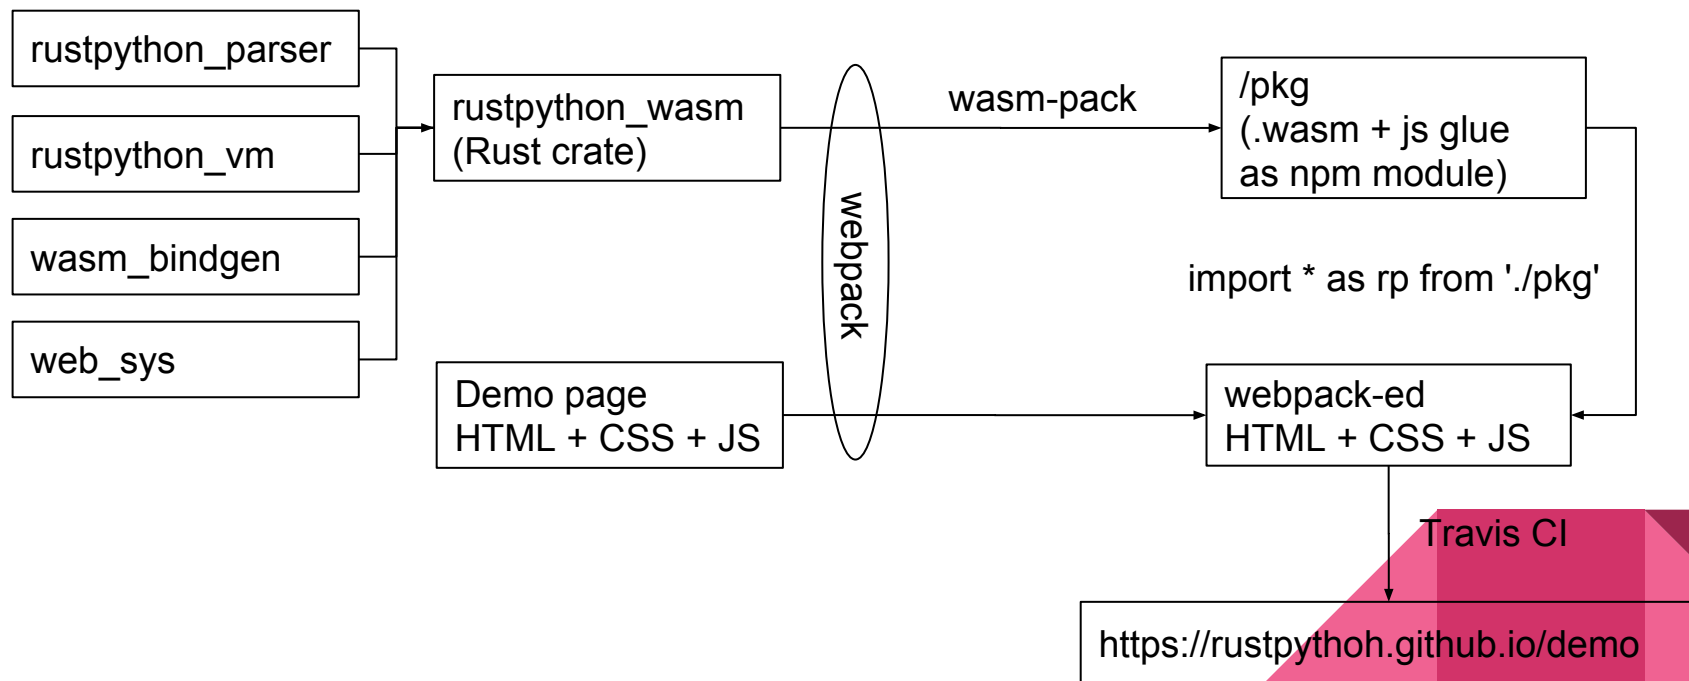 rustpython_parser
rustpython_vm
wasm_bindgen
web_sys
rustpython_wasm
(Rust crate)
Demo page
HTML + CSS + JS
webpack
wasm-pack
/pkg
(.wasm + js glue
as npm module)
import * as rp from './pkg'
webpack-ed
HTML + CSS + JS
Travis CI
https://rustpythoh.github.io/demo